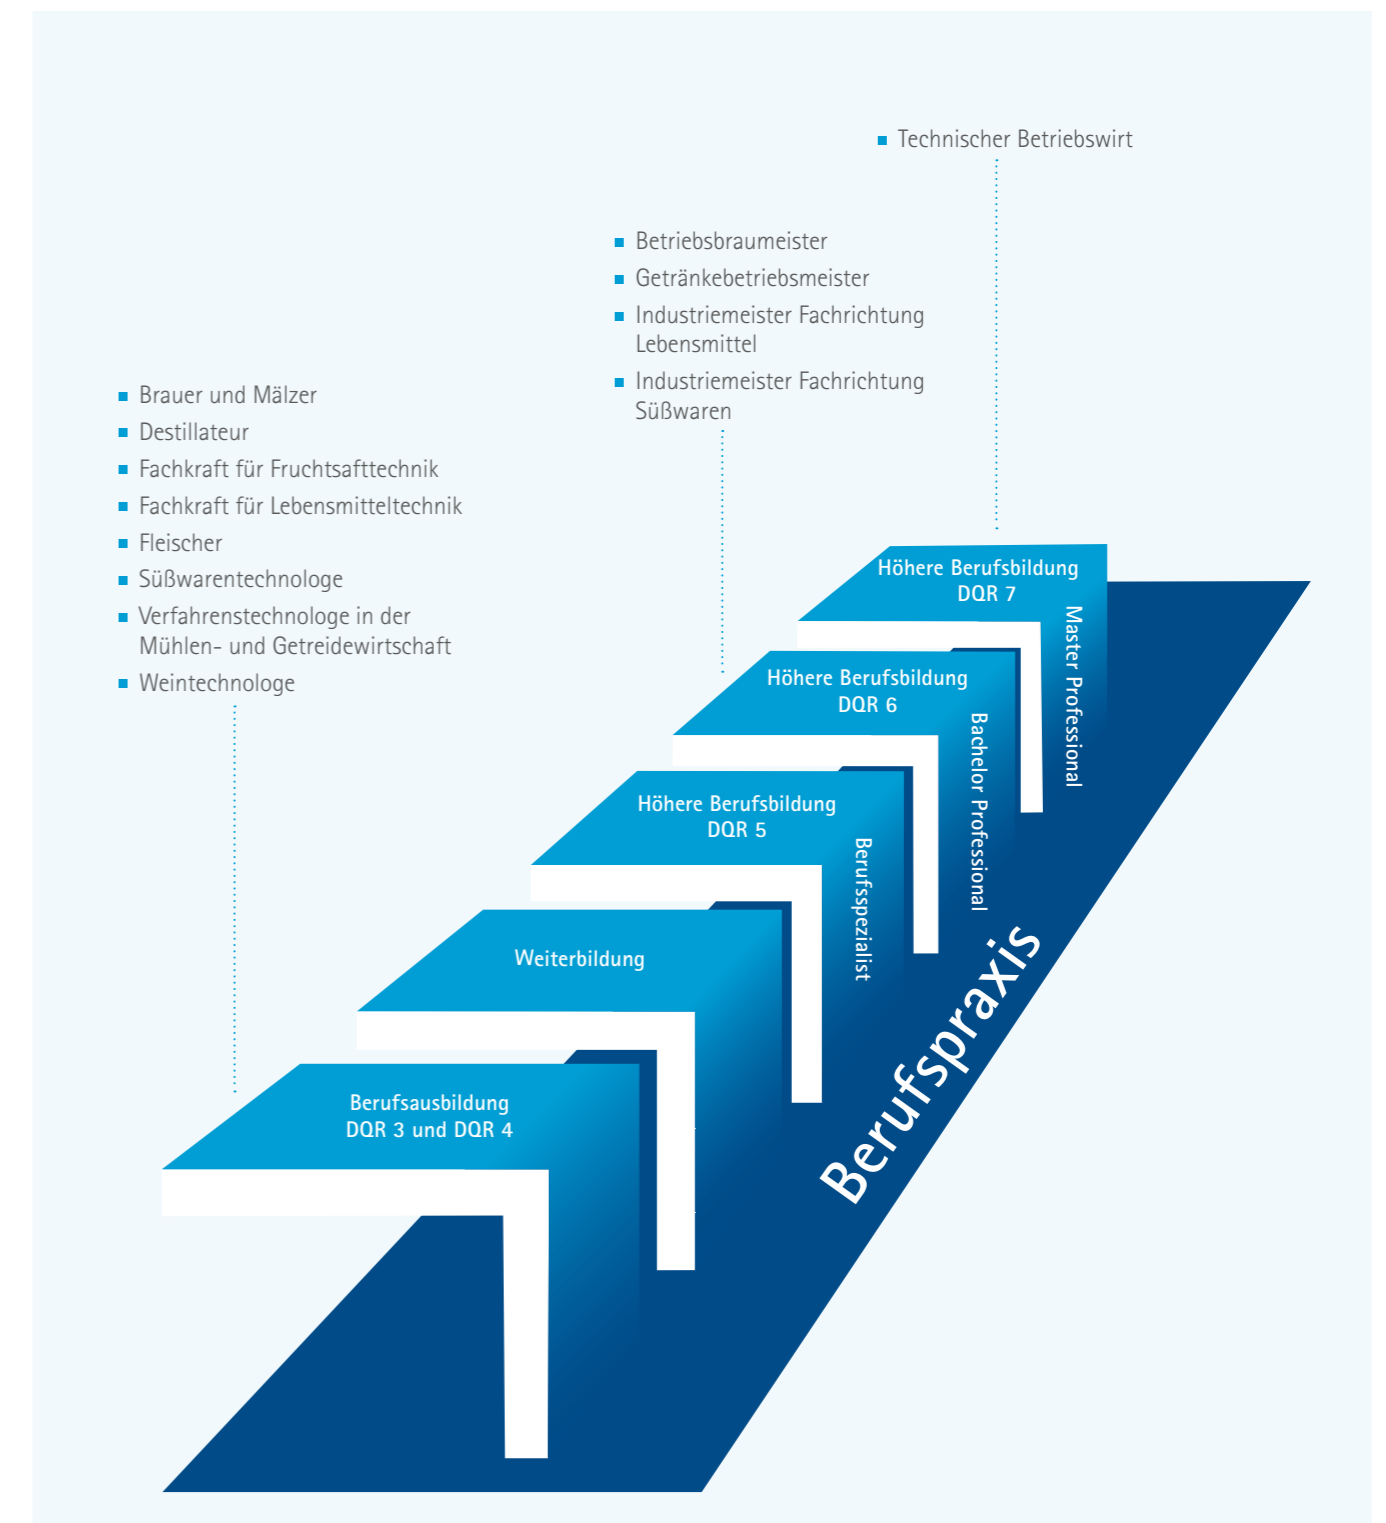 Technischer Betriebswirt
Betriebsbraumeister
Getränkebetriebsmeister
Industriemeister Fachrichtung
Lebensmittel
Industriemeister Fachrichtung
Süßwaren
Brauer und Mälzer
Destillateur
Fachkraft für Fruchtsafttechnik
Fachkraft für Lebensmitteltechnik
Fleischer
Süßwarentechnologe
Verfahrenstechnologe in der
Mühlen- und Getreidewirtschaft
Weintechnologe
Höhere Berufsbildung
DQR 7
Master Professional
Höhere Berufsbildung
DQR 6
Bachelor Professional
Höhere Berufsbildung
DQR 5
Berufsspezialist
Weiterbildung
Berufsausbildung
DQR 3 und DQR 4
Berufspraxis